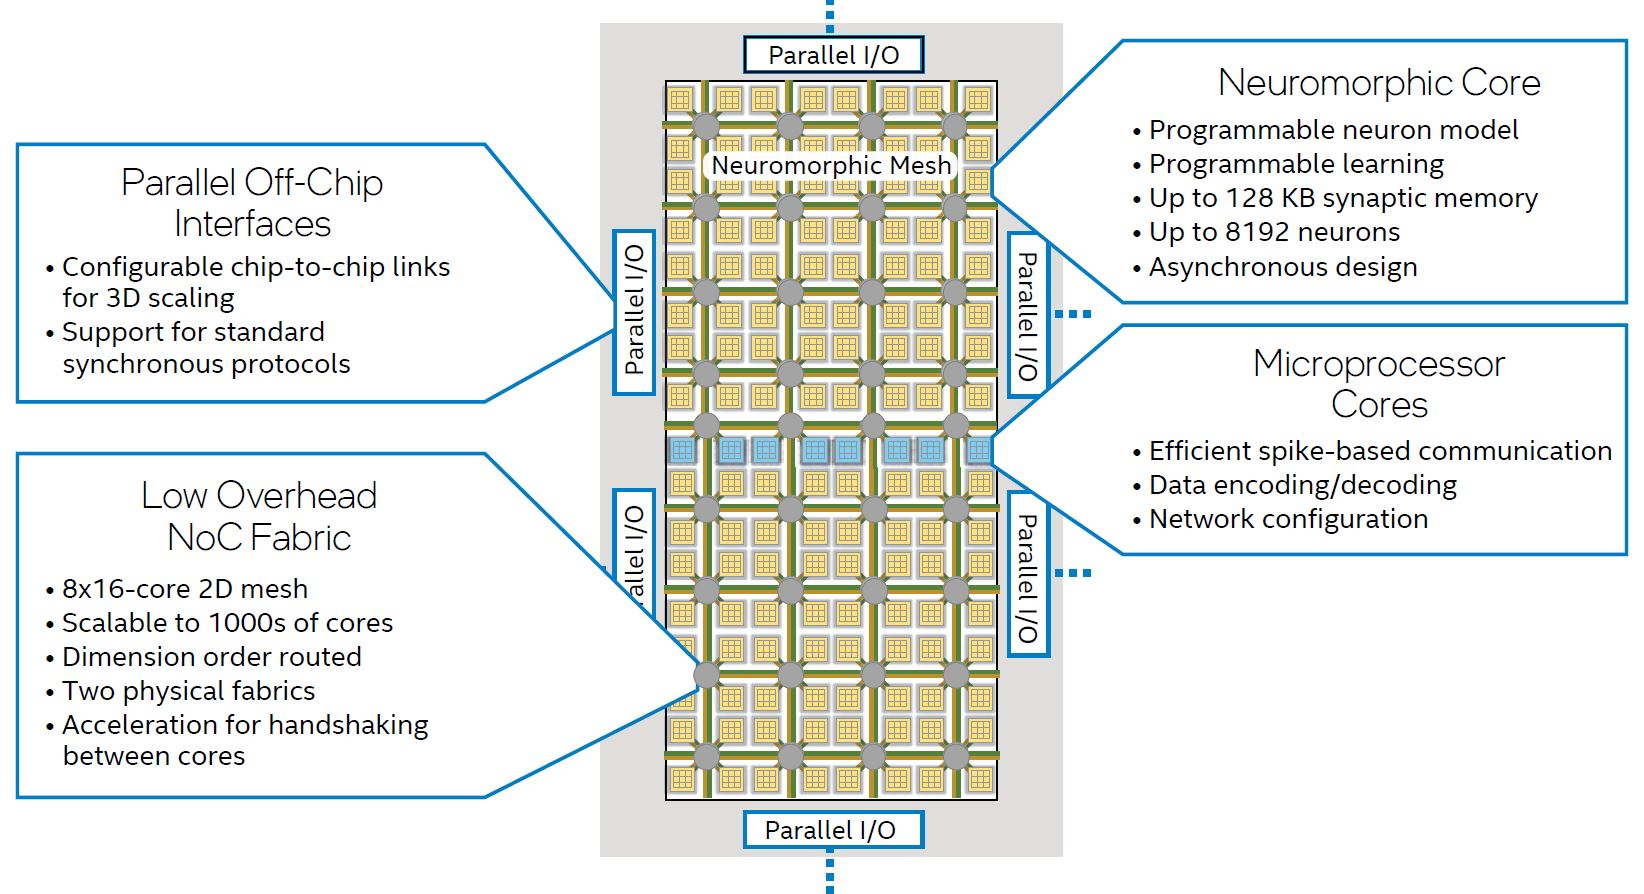 Parallel I/O
Neuromorphic Mesh
Parallel Off-Chip
Interfaces
• Configurable chip-to-chip links
for 3D scaling
• Support for standard
synchronous protocols
Parallel I/O
Low Overhead
NoC Fabric
• 8x16-core 2D mesh
• Scalable to 1000s of cores
• Dimension order routed
• Two physical fabrics
• Acceleration for handshaking
between cores
allel I/O
Neuromorphic Core
• Programmable neuron model
• Programmable learning
• Up to 128 KB synaptic memory
• Up to 8192 neurons
• Asynchronous design
Parallel I/O
Microprocessor
Cores
• Efficient spike-based communication
• Data encoding/decoding
• Network configuration
Parallel I/O
Parallel I/O